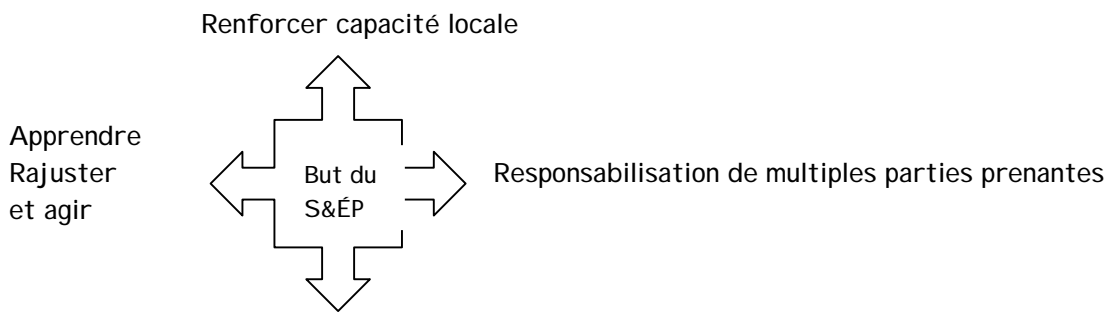 Renforcer capacité locale
Apprendre
Rajuster
et agir
But du
S&ÉP
Responsabilisation de multiples parties prenantes